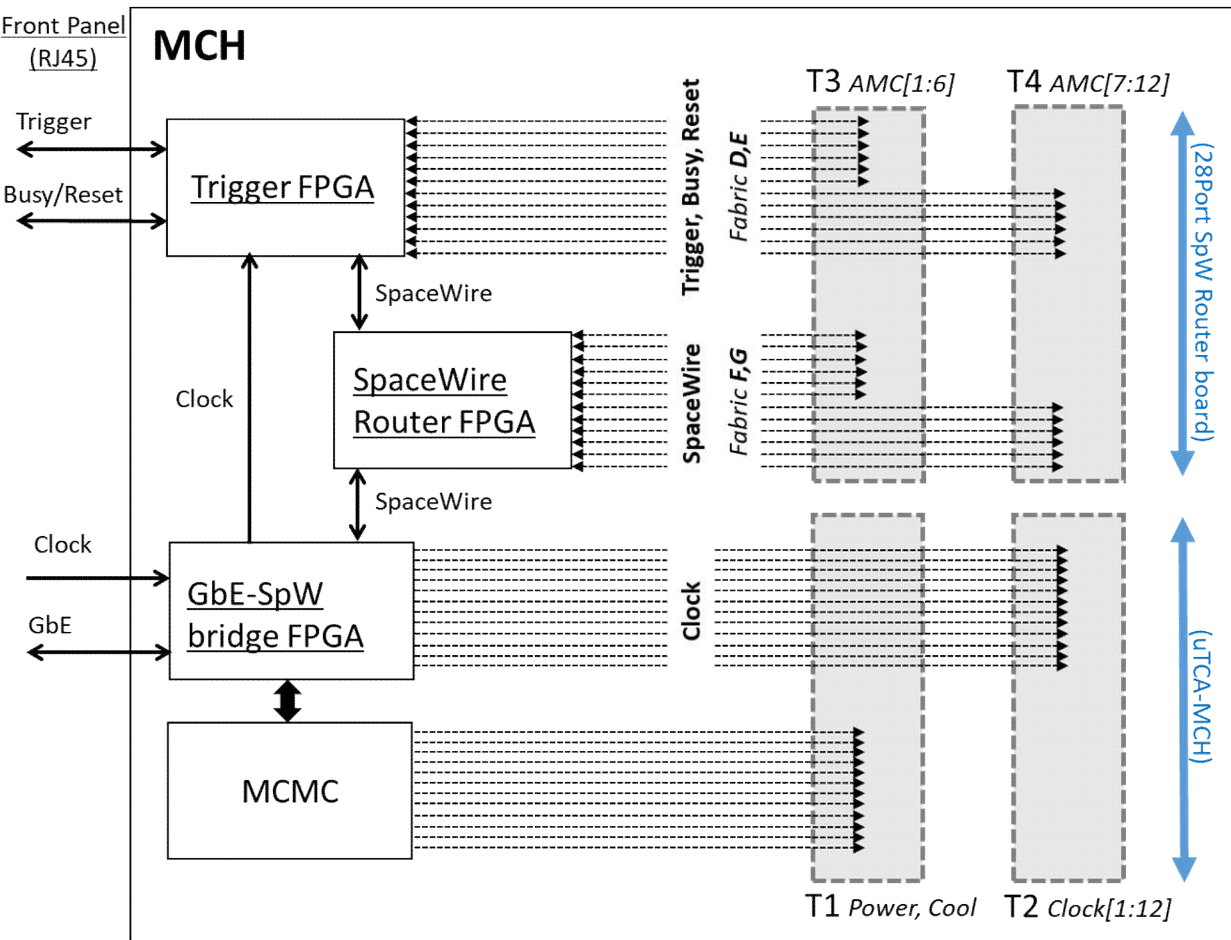 Front Panel
(RJ45)
MCH
T3 AMC[1:6]
T4 AMC[7:12]
Trigger
Busy/Reset
Trigger FPGA
Trigger, Busy, Reset
Fabric D,E
(28Port SpW Router board)
SpaceWire
Clock
SpaceWire
Router FPGA
SpaceWire
Fabric F,G
SpaceWire
Clock
GbE
GbE-SpW
bridge FPGA
Clock
(uTCA-MCH)
MCMC
T1 Power, Cool
T2 Clock[1:12]